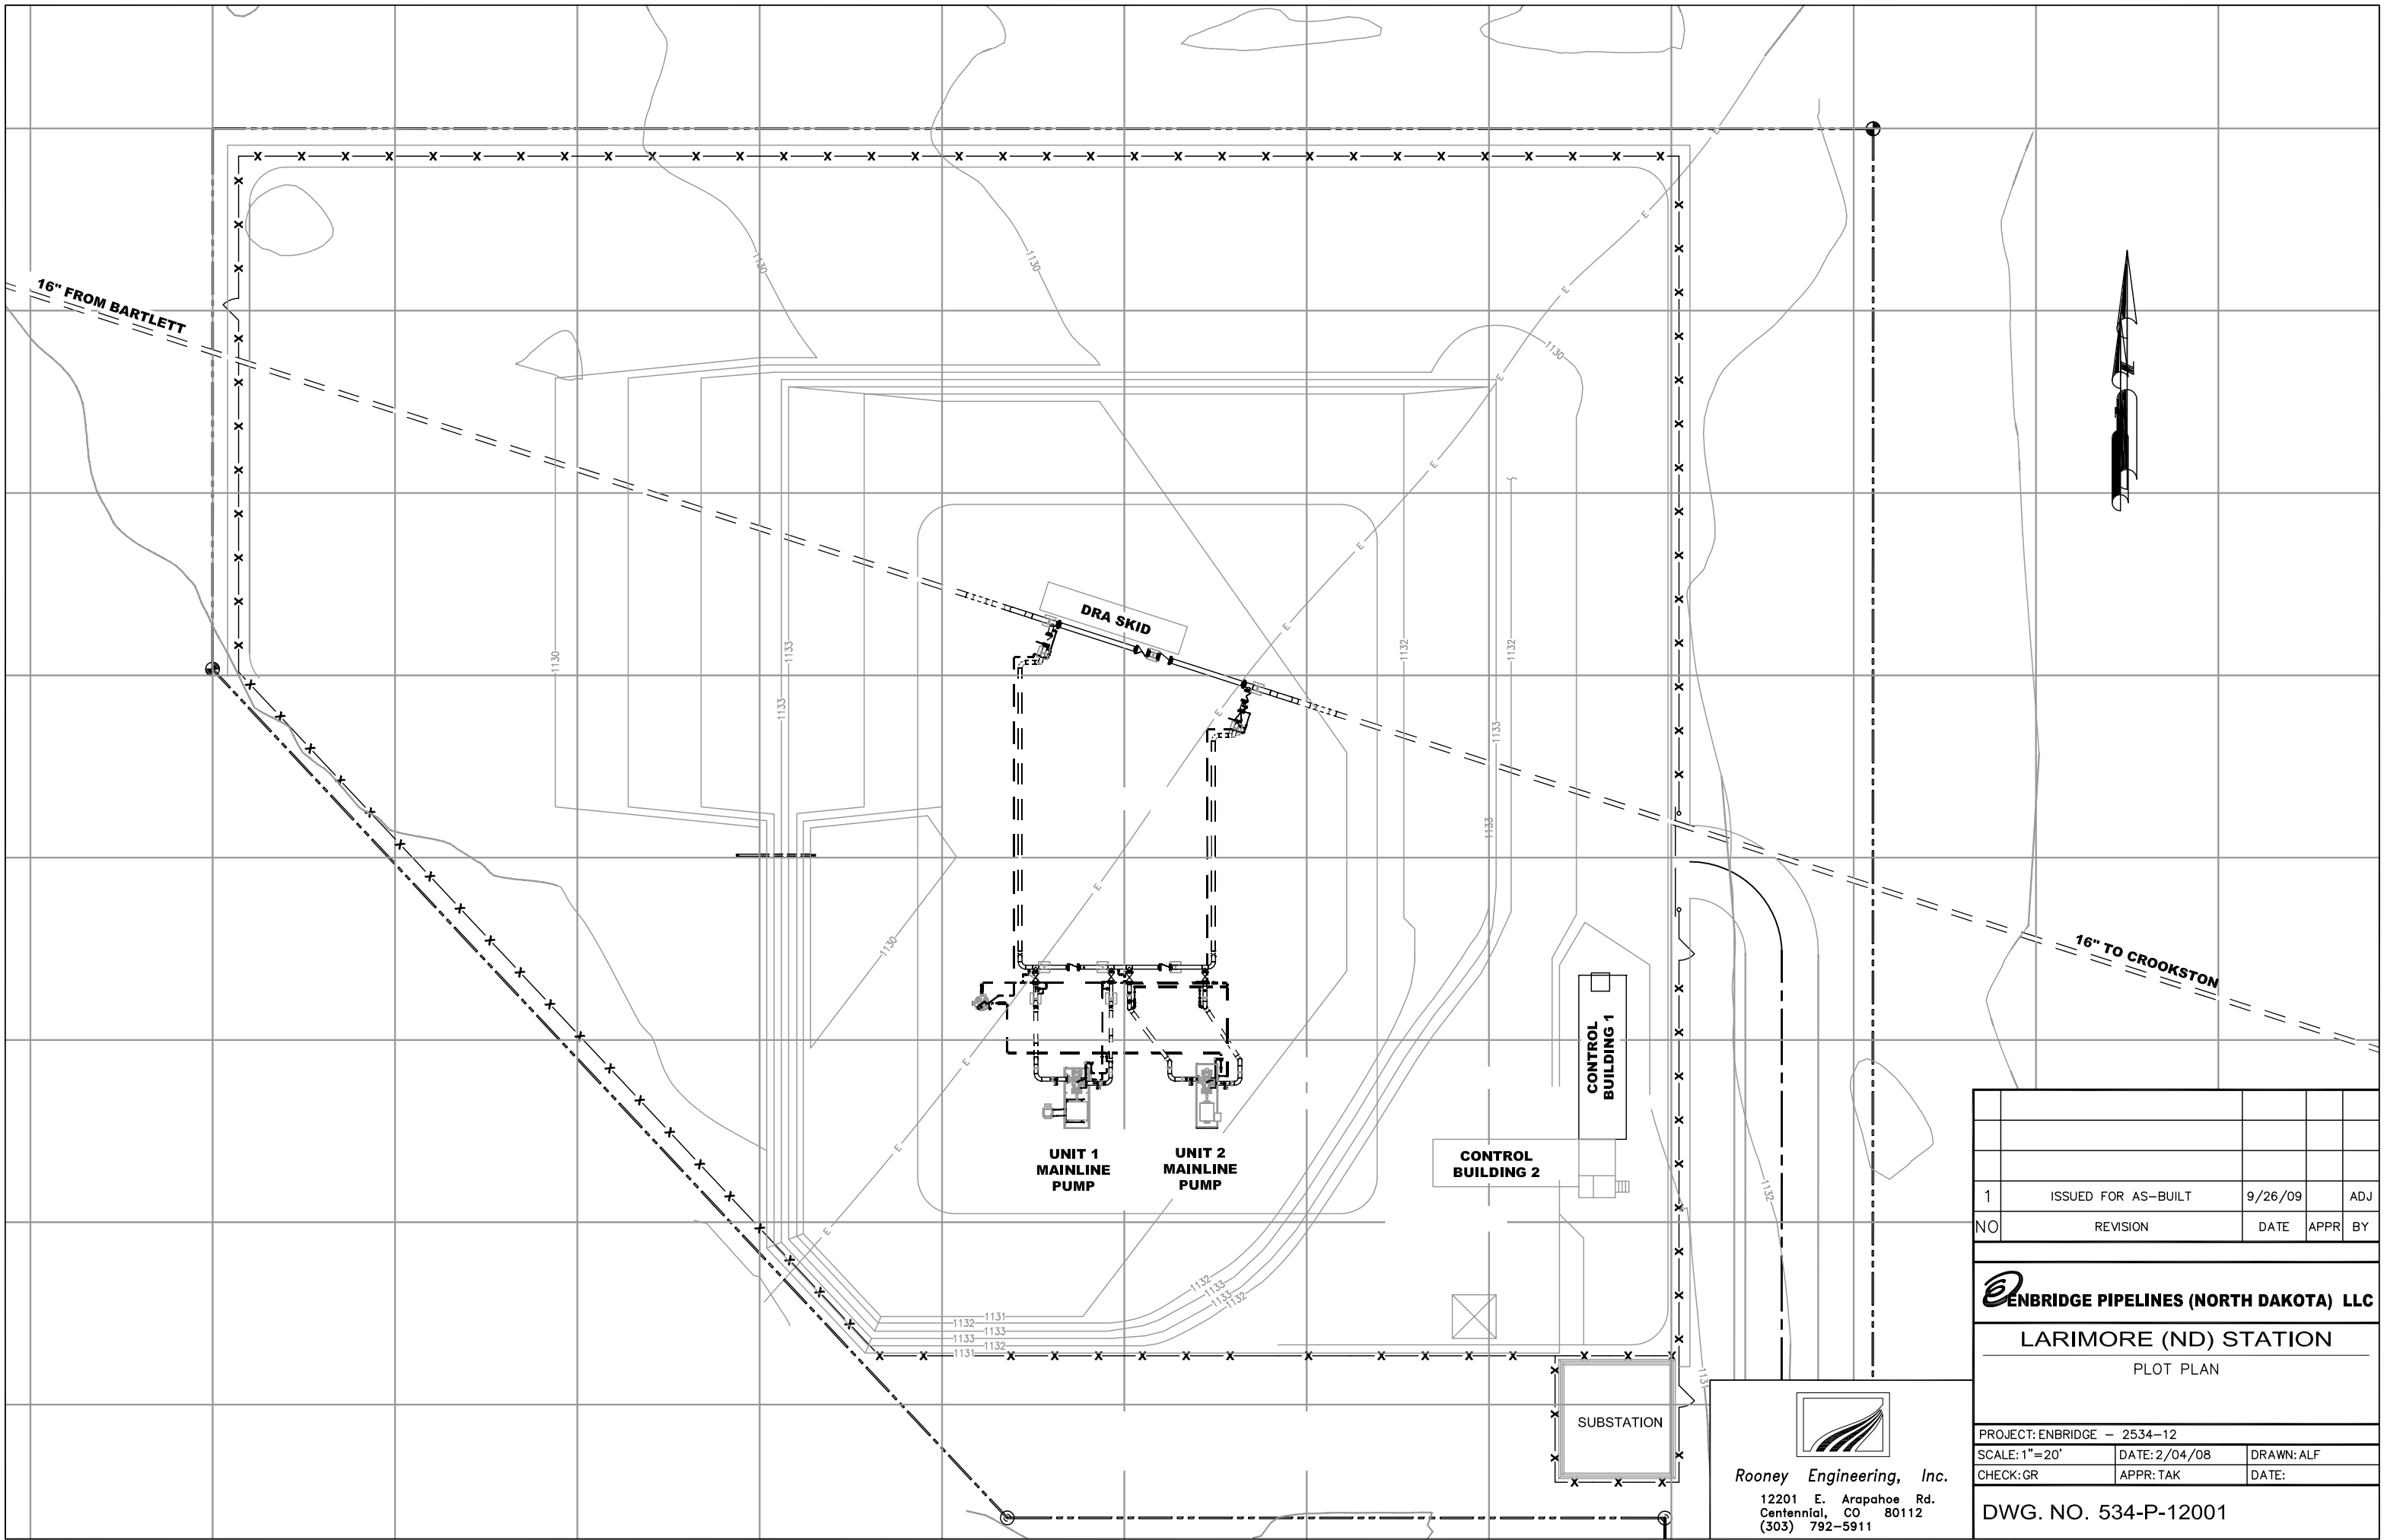 16" FROM BARTLETT
1130
1130
1130
DRA SKID
1130
1133
1133
1132
1132
1133
1133
1130
16" TO CROOKSTON
CONTROL
BUILDING 1
UNIT 1
MAINLINE
PUMP
UNIT 2
MAINLINE
PUMP
CONTROL
BUILDING 2
1132
1132
1133
1133
1132
1131
1132
1133
1133
1132
1131
1131
SUBSTATION
E
E
E
E
E
E
E
E
E
E
E
E
1 ISSUED FOR AS-BUILT 9/26/09 ADJ
NO REVISION DATE APPR BY
ENBRIDGE PIPELINES (NORTH DAKOTA) LLC
LARIMORE (ND) STATION
PLOT PLAN
PROJECT: ENBRIDGE - 2534-12
SCALE: 1"=20' DATE: 2/04/08 DRAWN: ALF
CHECK: GR APPR: TAK DATE:
DWG. NO. 534-P-12001
Rooney Engineering, Inc.
12201 E. Arapahoe Rd.
Centennial, CO 80112
(303) 792-5911